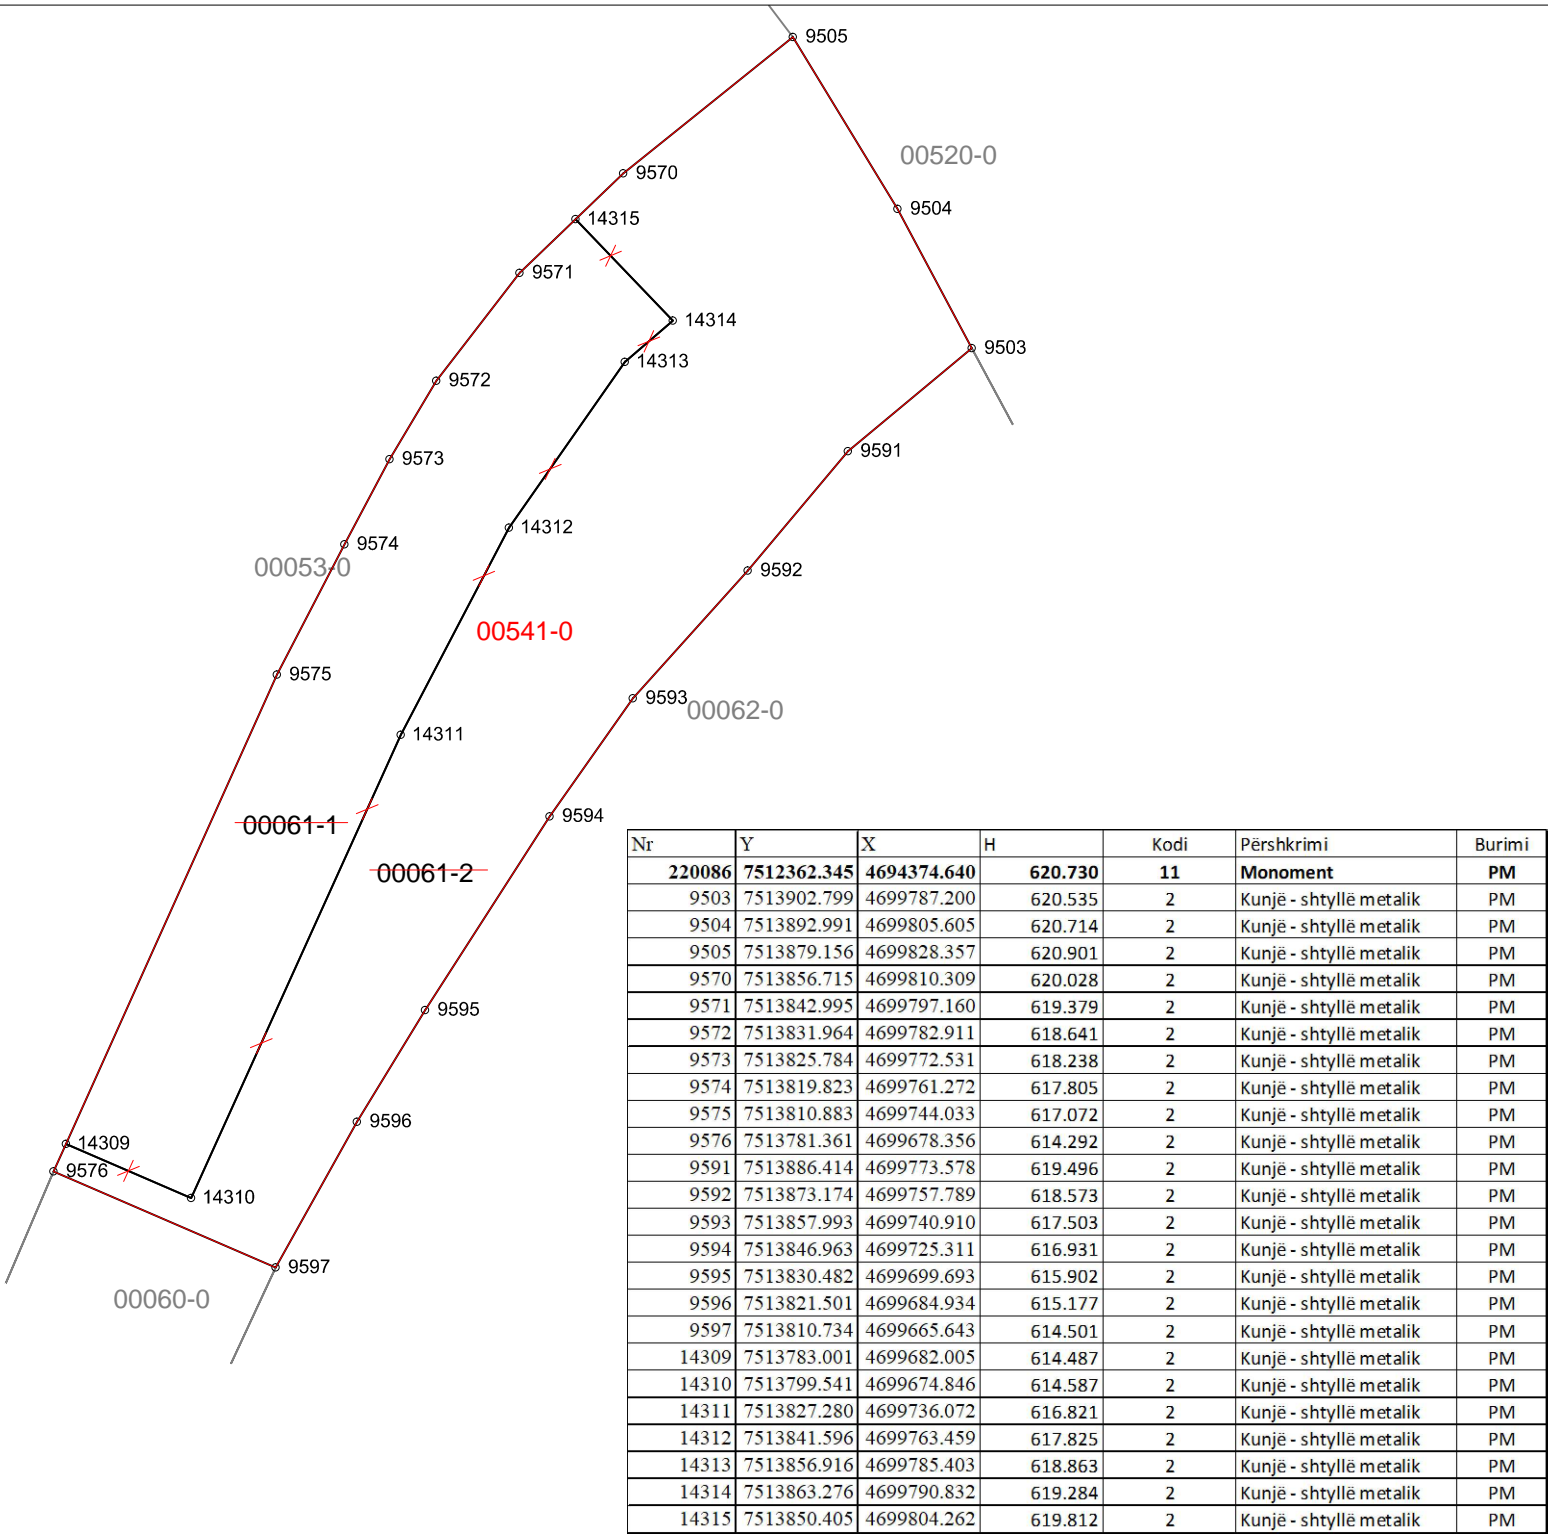 9505
00520-0
9570
9504
14315
9571
14314
9503
14313
9572
9591
9573
14312
9574
00053-0
9592
00541-0
9575
9593
00062-0
14311
9594
00061-1
00061-2
9595
9596
14309
9576
14310
9597
00060-0
Nr Y X H Kodi Përshkrimi Burimi
220086 7512362.345 4694374.640 620.730 11 Monoment PM
9503 7513902.799 4699787.200 620.535 2 Kunjë - shtyllë metalik PM
9504 7513892.991 4699805.605 620.714 2 Kunjë - shtyllë metalik PM
9505 7513879.156 4699828.357 620.901 2 Kunjë - shtyllë metalik PM
9570 7513856.715 4699810.309 620.028 2 Kunjë - shtyllë metalik PM
9571 7513842.995 4699797.160 619.379 2 Kunjë - shtyllë metalik PM
9572 7513831.964 4699782.911 618.641 2 Kunjë - shtyllë metalik PM
9573 7513825.784 4699772.531 618.238 2 Kunjë - shtyllë metalik PM
9574 7513819.823 4699761.272 617.805 2 Kunjë - shtyllë metalik PM
9575 7513810.883 4699744.033 617.072 2 Kunjë - shtyllë metalik PM
9576 7513781.361 4699678.356 614.292 2 Kunjë - shtyllë metalik PM
9591 7513886.414 4699773.578 619.496 2 Kunjë - shtyllë metalik PM
9592 7513873.174 4699757.789 618.573 2 Kunjë - shtyllë metalik PM
9593 7513857.993 4699740.910 617.503 2 Kunjë - shtyllë metalik PM
9594 7513846.963 4699725.311 616.931 2 Kunjë - shtyllë metalik PM
9595 7513830.482 4699699.693 615.902 2 Kunjë - shtyllë metalik PM
9596 7513821.501 4699684.934 615.177 2 Kunjë - shtyllë metalik PM
9597 7513810.734 4699665.643 614.501 2 Kunjë - shtyllë metalik PM
14309 7513783.001 4699682.005 614.487 2 Kunjë - shtyllë metalik PM
14310 7513799.541 4699674.846 614.587 2 Kunjë - shtyllë metalik PM
14311 7513827.280 4699736.072 616.821 2 Kunjë - shtyllë metalik PM
14312 7513841.596 4699763.459 617.825 2 Kunjë - shtyllë metalik PM
14313 7513856.916 4699785.403 618.863 2 Kunjë - shtyllë metalik PM
14314 7513863.276 4699790.832 619.284 2 Kunjë - shtyllë metalik PM
14315 7513850.405 4699804.262 619.812 2 Kunjë - shtyllë metalik PM